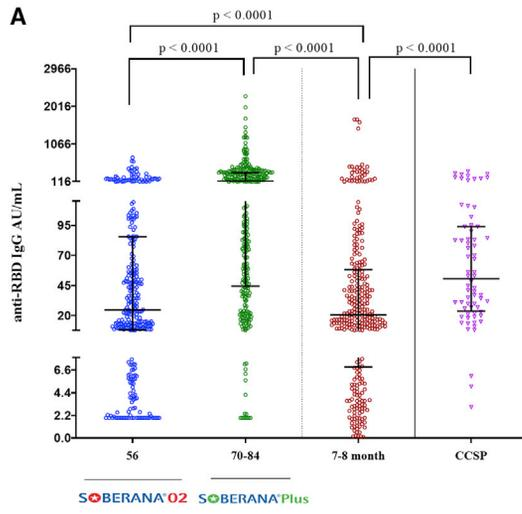 A
p < 0.0001
p < 0.0001 p < 0.0001 p < 0.0001
anti-RBD IgG AU/mL
2966
2016
1066
116
95
70
45
20
6.6
4.4
2.2
0.0
56 70-84 7-8 month CCSP
SOBERANA®02 SOBERANA®Plus